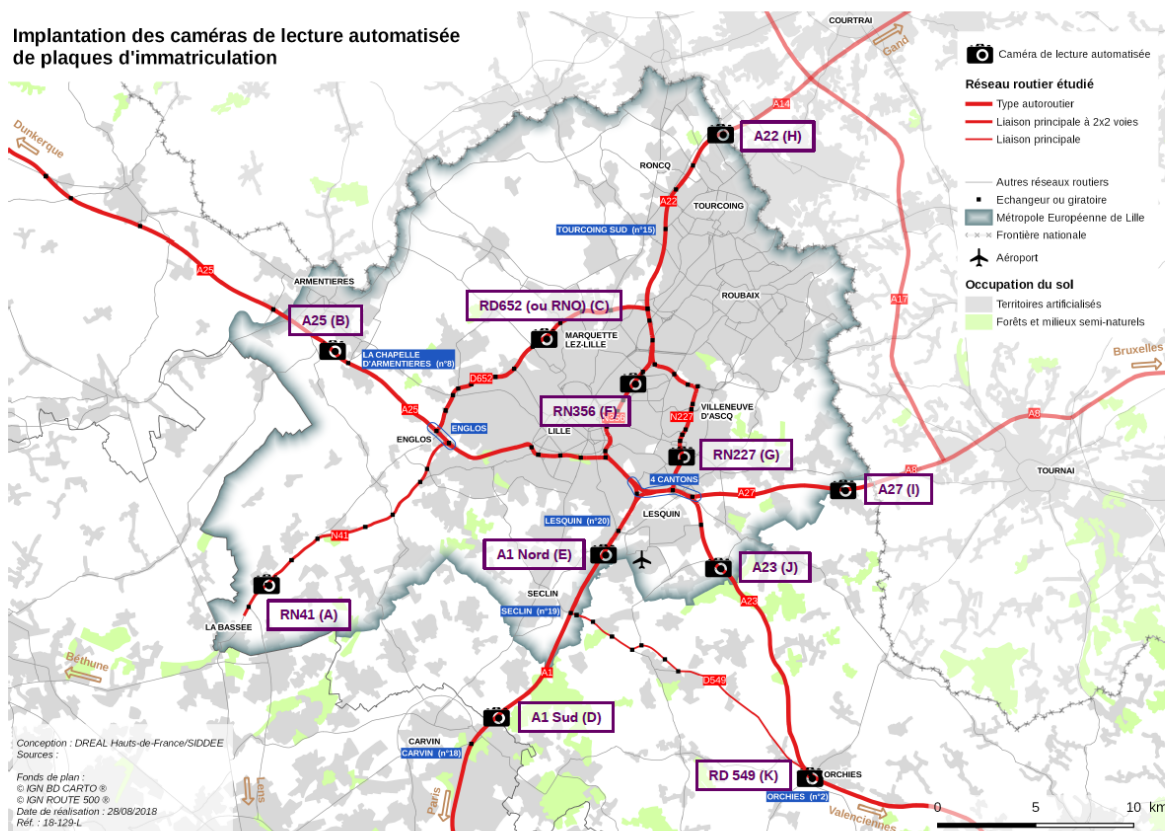 Implantation des caméras de lecture automatisée
de plaques d'immatriculation
COURTRAI
Gand
Caméra de lecture automatisée
Réseau routier étudié
Type autoroutier
Liaison principale à 2x2 voies
Liaison principale
Autres réseaux routiers
Echangeur ou giratoire
Métropole Européenne de Lille
Frontière nationale
Aéroport
Occupation du sol
Territoires artificialisés
Forêts et milieux semi-naturels
Dunkerque
A14
A22 (H)
RONCQ
A22
TOURCOING
TOURCOING SUD (n°15)
A25
ARMENTIERES
RD652 (ou RNO) (C)
ROUBAIX
A17
A25 (B)
MARQUETTE
LEZ-LILLE
Bruxelles
LA CHAPELLE
D'ARMENTIERES (n°8)
D652
A25
RN356 (F)
VILLENEUVE
D'ASCQ
N227
A8
ENGLOS
ENGLOS
LILLE
RN227 (G)
A8
TOURNAI
4 CANTONS
A27
A27 (I)
LESQUIN (n°20)
LESQUIN
N41
A1 Nord (E)
A23 (J)
SECLIN
A23
RN41 (A)
SECLIN (n°19)
LA BASSEE
Béthune
A1
D549
A1 Sud (D)
CARVIN
CARVIN (n°18)
RD 549 (K)
ORCHIES
ORCHIES (n°2)
Lens
Paris
Valenciennes
Conception : DREAL Hauts-de-France/SIDDEE
Sources :
Fonds de plan :
© IGN BD CARTO ®
© IGN ROUTE 500 ®
Date de réalisation : 28/08/2018
Réf. : 18-129-L
0 5 10 km